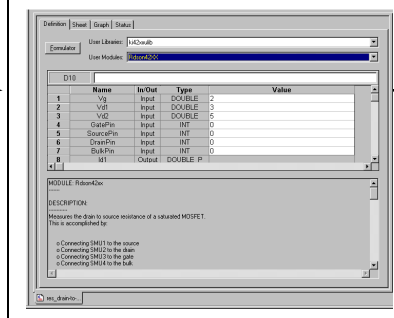 Definition Sheet Graph Status
Formulator
User Libraries: ki42xxulib
User Modules: Rdson42XX
D10
Name In/Out Type Value
1 Vg Input DOUBLE 2
2 Vd1 Input DOUBLE 3
3 Vd2 Input DOUBLE 5
4 GatePin Input INT 0
5 SourcePin Input INT 0
6 DrainPin Input INT 0
7 BulkPin Input INT 0
8 Id1 Output DOUBLE_P
MODULE: Rdson42xx
DESCRIPTION:
Measures the drain to source resistance of a saturated MOSFET.
This is accomplished by:
o Connecting SMU1 to the source
o Connecting SMU2 to the drain
o Connecting SMU3 to the gate
o Connecting SMU4 to the bulk
res_drain-to-...